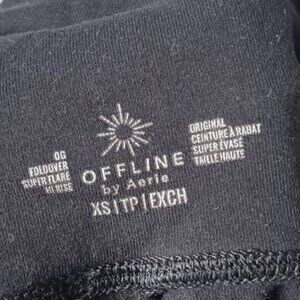 OG
FOLDOVER
SUPER FLARE
HI RISE
OFFLINE
by Aerie
XS | TP | EXCH
ORIGINAL
CEINTURE À RABAT
SUPER ÉVASÉ
TAILLE HAUTE